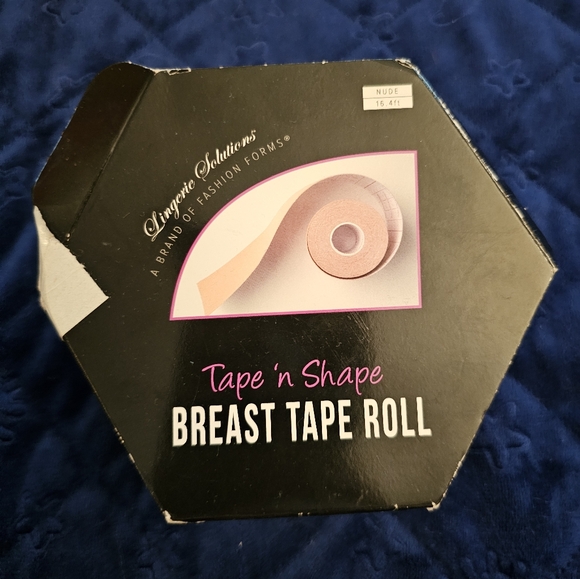 NUDE
16.4ft
Lingerie Solutions
A BRAND OF FASHION FORMS®
Tape 'n Shape
BREAST TAPE ROLL